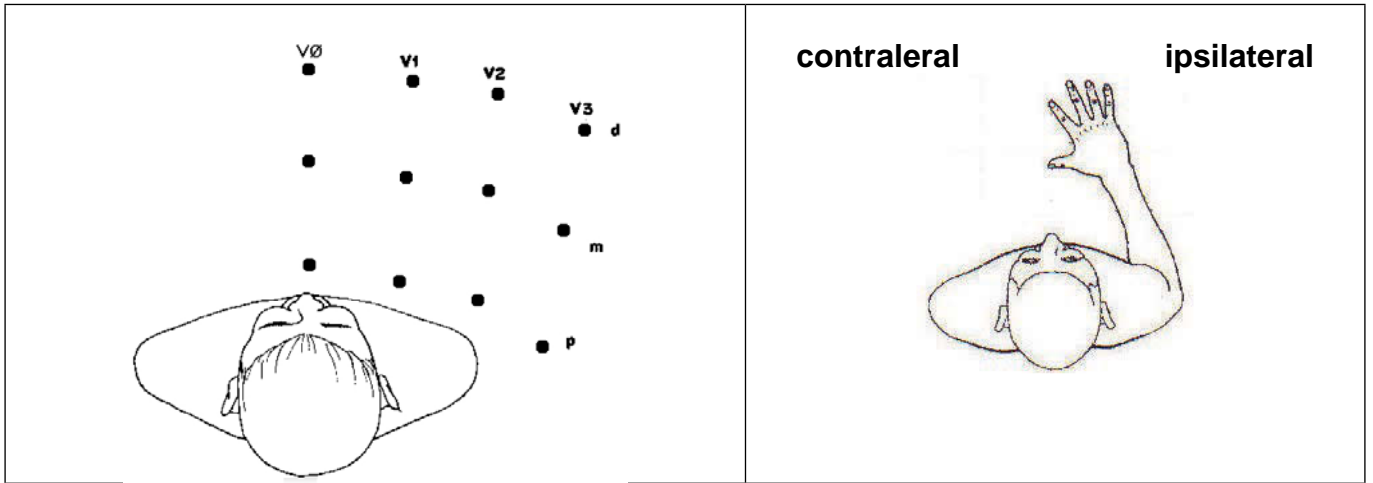 VØ
V1
V2
V3
d
m
p
contraleral
ipsilateral